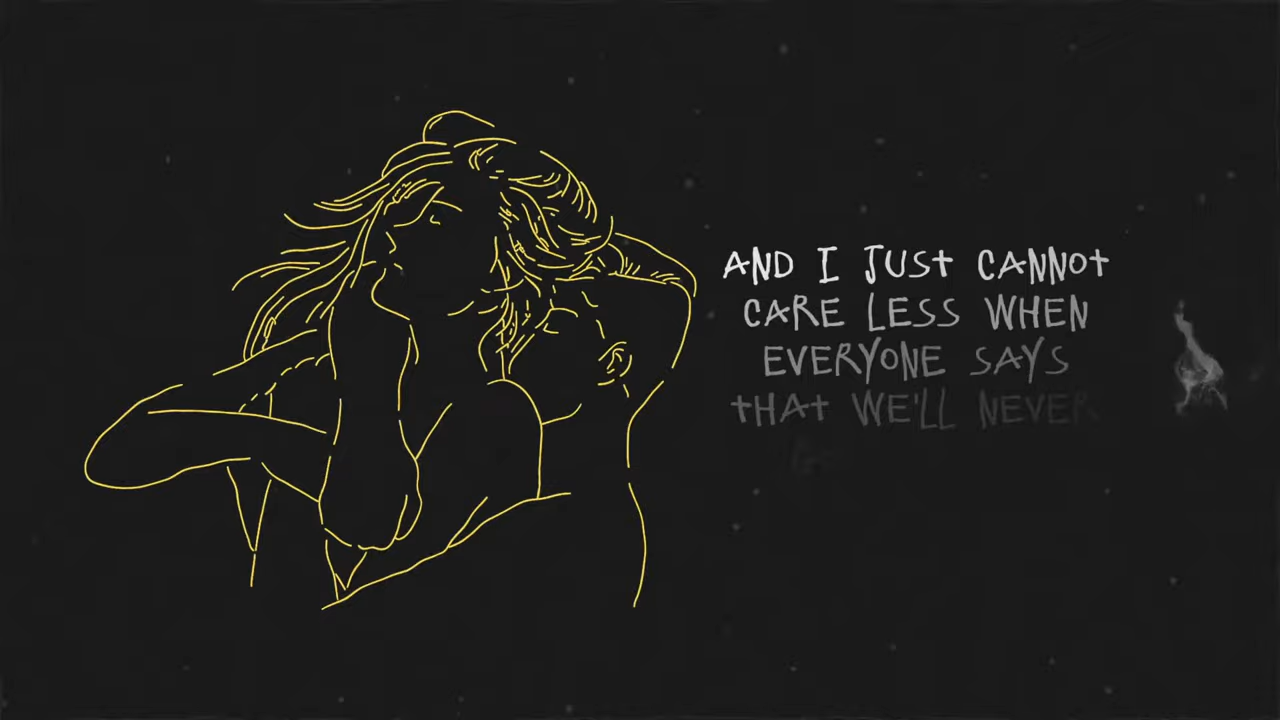 AND I JUST CANNOT
CARE LESS WHEN
EVERYONE SAYS
THAT WE'LL NEVER